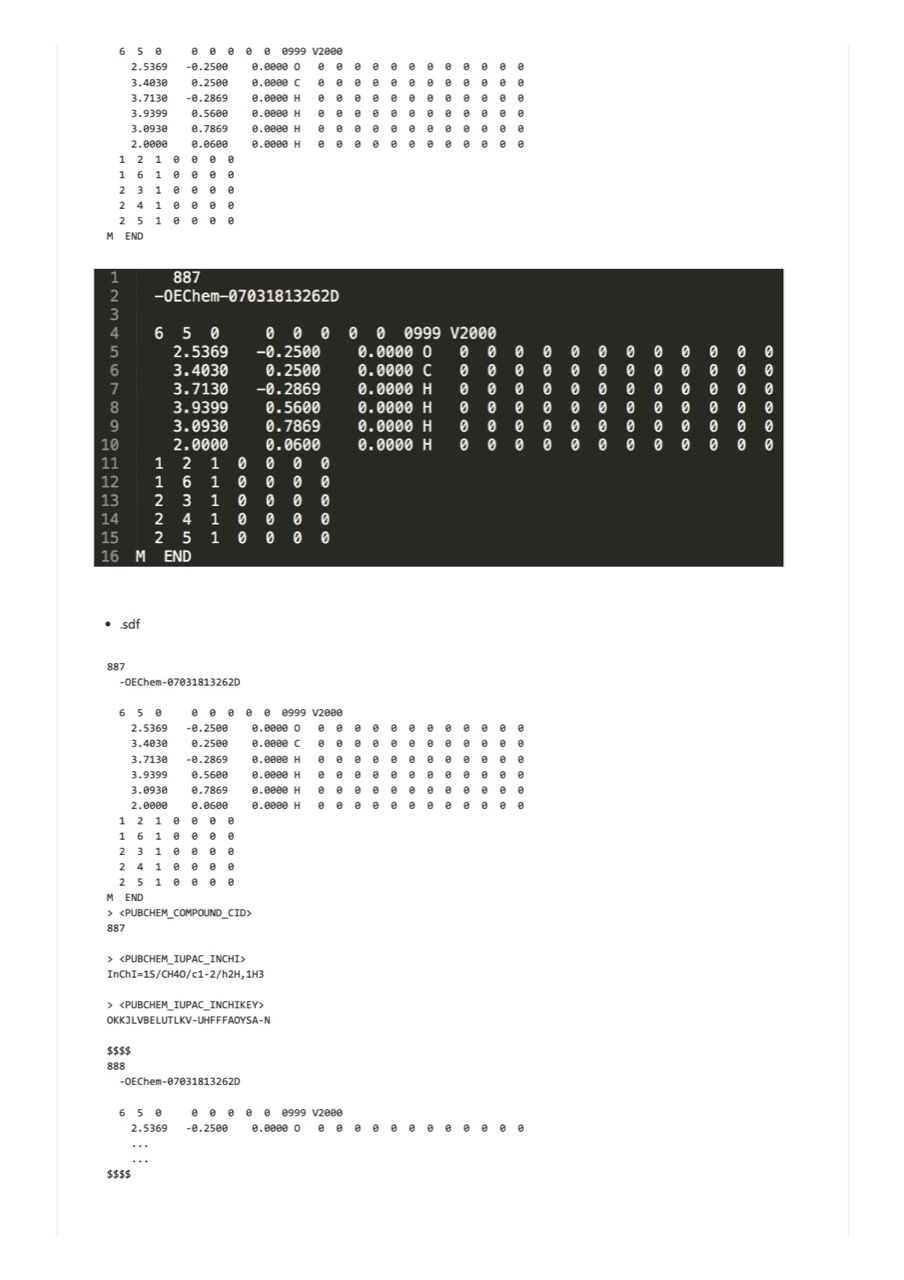 6  5  0     0  0  0  0  0  0999 V2000
    2.5369   -0.2500    0.0000 O   0  0  0  0  0  0  0  0  0  0  0  0
    3.4030    0.2500    0.0000 C   0  0  0  0  0  0  0  0  0  0  0  0
    3.7130   -0.2869    0.0000 H   0  0  0  0  0  0  0  0  0  0  0  0
    3.9399    0.5600    0.0000 H   0  0  0  0  0  0  0  0  0  0  0  0
    3.0930    0.7869    0.0000 H   0  0  0  0  0  0  0  0  0  0  0  0
    2.0000    0.0600    0.0000 H   0  0  0  0  0  0  0  0  0  0  0  0
  1  2  1  0  0  0  0
  1  6  1  0  0  0  0
  2  3  1  0  0  0  0
  2  4  1  0  0  0  0
  2  5  1  0  0  0  0
M  END
1 887
2 -OEChem-07031813262D
3
4 6  5  0     0  0  0  0  0  0999 V2000
5 2.5369   -0.2500    0.0000 O   0  0  0  0  0  0  0  0  0  0  0  0
6 3.4030    0.2500    0.0000 C   0  0  0  0  0  0  0  0  0  0  0  0
7 3.7130   -0.2869    0.0000 H   0  0  0  0  0  0  0  0  0  0  0  0
8 3.9399    0.5600    0.0000 H   0  0  0  0  0  0  0  0  0  0  0  0
9 3.0930    0.7869    0.0000 H   0  0  0  0  0  0  0  0  0  0  0  0
10 2.0000    0.0600    0.0000 H   0  0  0  0  0  0  0  0  0  0  0  0
11 1  2  1  0  0  0  0
12 1  6  1  0  0  0  0
13 2  3  1  0  0  0  0
14 2  4  1  0  0  0  0
15 2  5  1  0  0  0  0
16 M  END
• .sdf
887
  -OEChem-07031813262D
  6  5  0     0  0  0  0  0  0999 V2000
    2.5369   -0.2500    0.0000 O   0  0  0  0  0  0  0  0  0  0  0  0
    3.4030    0.2500    0.0000 C   0  0  0  0  0  0  0  0  0  0  0  0
    3.7130   -0.2869    0.0000 H   0  0  0  0  0  0  0  0  0  0  0  0
    3.9399    0.5600    0.0000 H   0  0  0  0  0  0  0  0  0  0  0  0
    3.0930    0.7869    0.0000 H   0  0  0  0  0  0  0  0  0  0  0  0
    2.0000    0.0600    0.0000 H   0  0  0  0  0  0  0  0  0  0  0  0
  1  2  1  0  0  0  0
  1  6  1  0  0  0  0
  2  3  1  0  0  0  0
  2  4  1  0  0  0  0
  2  5  1  0  0  0  0
M  END
> <PUBCHEM_COMPOUND_CID>
887
> <PUBCHEM_IUPAC_INCHI>
InChI=1S/CH4O/c1-2/h2H,1H3
> <PUBCHEM_IUPAC_INCHIKEY>
OKKJLVBELUTLKV-UHFFFAOYSA-N
$$$$
888
  -OEChem-07031813262D
  6  5  0     0  0  0  0  0  0999 V2000
    2.5369   -0.2500    0.0000 O   0  0  0  0  0  0  0  0  0  0  0  0
    ...
    ...
$$$$